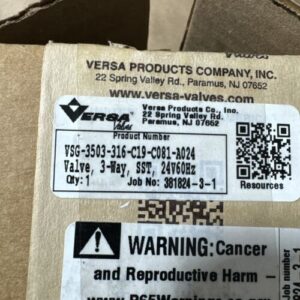 VERSA PRODUCTS COMPANY, INC.
22 Spring Valley Rd., Paramus, NJ 07652
www.versa-valves.com
VERSA
Valves
Versa Products Co., Inc.
22 Spring Valley Rd.
Paramus, NJ 07652
Product Number
VSG-3503-316-C19-C081-A024
Valve, 3-Way, SST, 24V60Hz
Qty: 1 Job No: 381824-3-1
Resources
WARNING: Cancer
and Reproductive Harm -
Job number